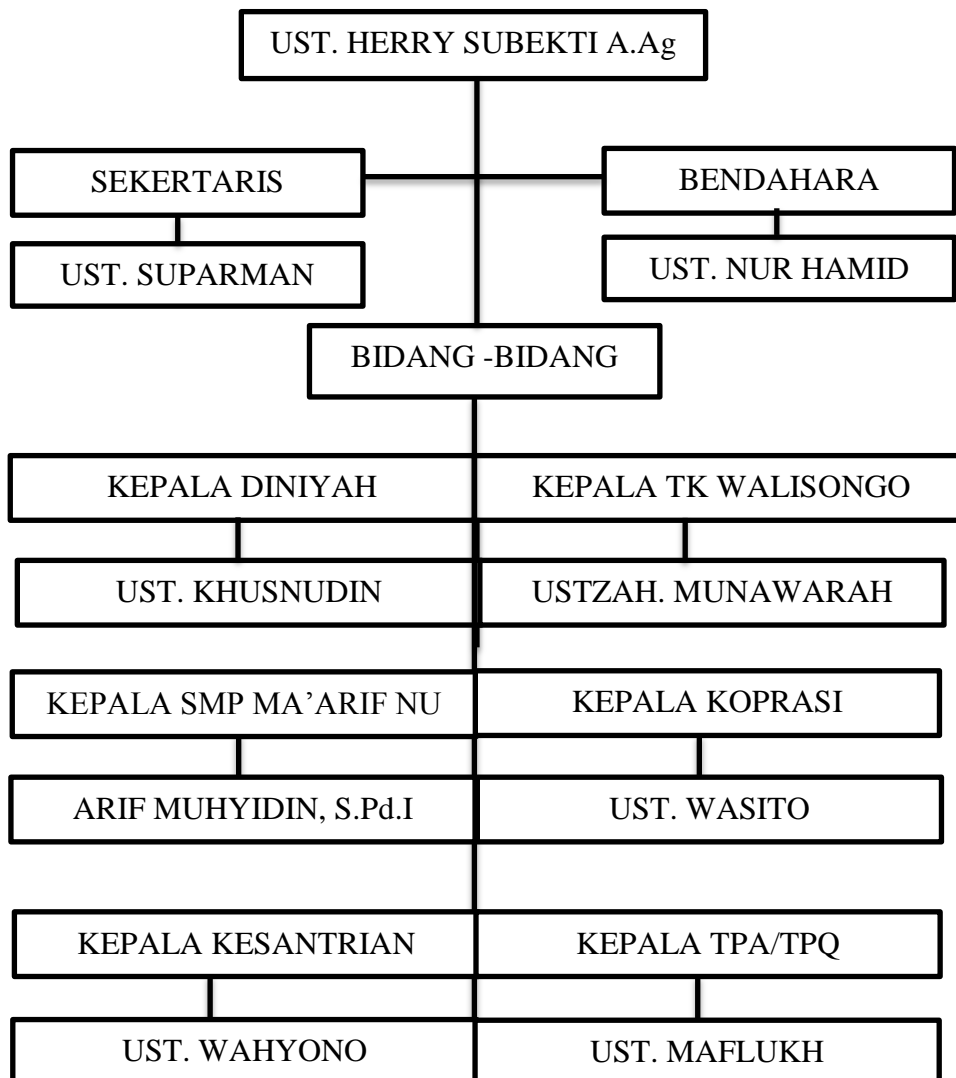 UST. HERRY SUBEKTI A.Ag
SEKERTARIS
BENDAHARA
UST. SUPARMAN
UST. NUR HAMID
BIDANG -BIDANG
KEPALA DINIYAH
KEPALA TK WALISONGO
UST. KHUSNUDIN
USTZAH. MUNAWARAH
KEPALA SMP MA’ARIF NU
KEPALA KOPRASI
ARIF MUHYIDIN, S.Pd.I
UST. WASITO
KEPALA KESANTRIAN
KEPALA TPA/TPQ
UST. WAHYONO
UST. MAFLUKH